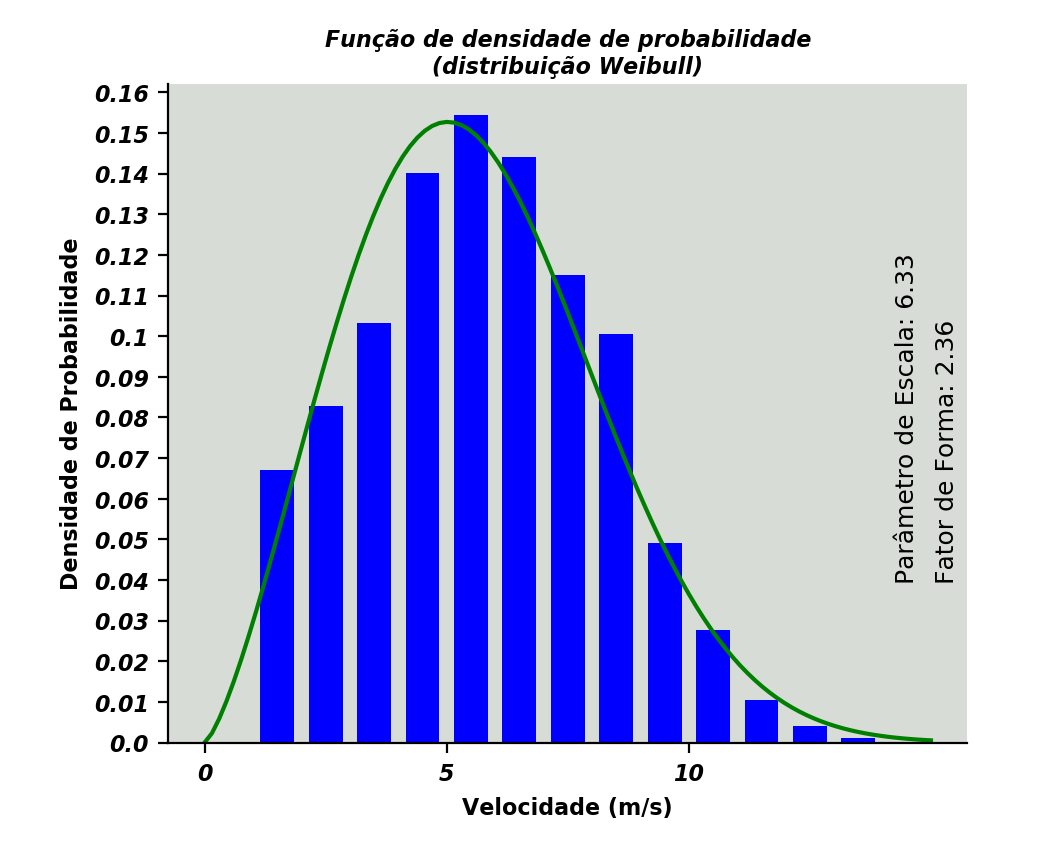 Função de densidade de probabilidade
(distribuição Weibull)
0.16
0.15
0.14
0.13
0.12
0.11
0.1
0.09
0.08
0.07
0.06
0.05
0.04
0.03
0.02
0.01
0.0
Densidade de Probabilidade
Parâmetro de Escala: 6.33
Fator de Forma: 2.36
0 5 10
Velocidade (m/s)